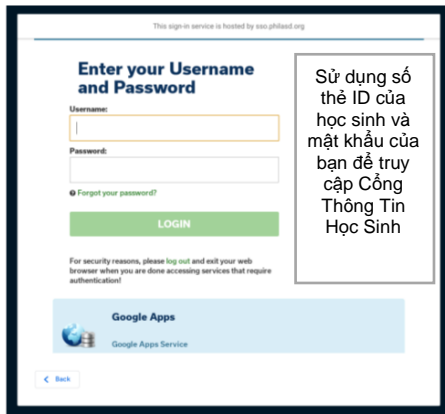 This sign-in service is hosted by sso.philasd.org
Enter your Username
and Password
Username:
Password:
Forgot your password?
LOGIN
For security reasons, please log out and exit your web
browser when you are done accessing services that require
authentication!
Google Apps
Google Apps Service
Back
Sử dụng số
thẻ ID của
học sinh và
mật khẩu của
bạn để truy
cập Cổng
Thông Tin
Học Sinh